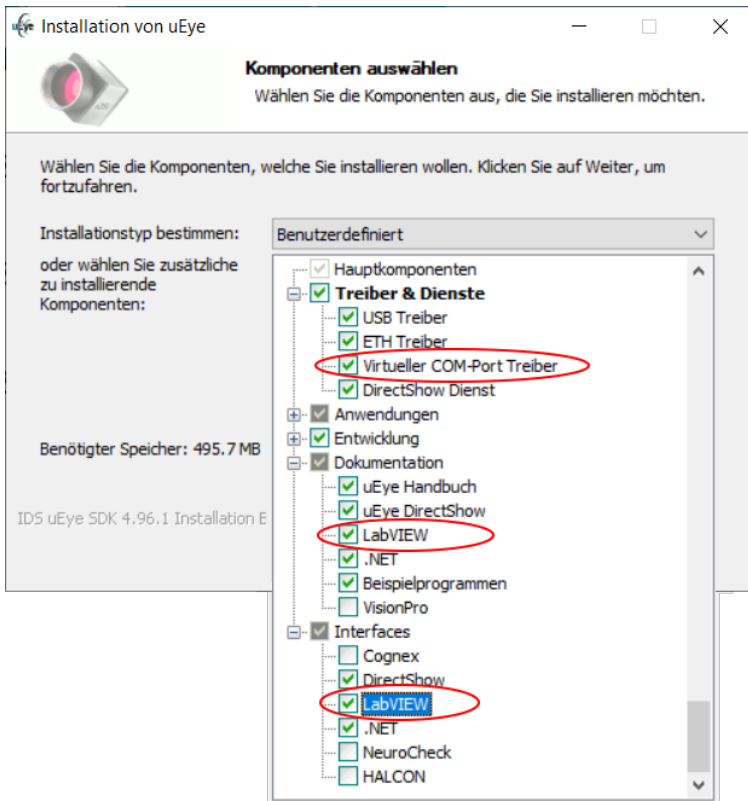 Installation von uEye
Komponenten auswählen
Wählen Sie die Komponenten aus, die Sie installieren möchten.
Wählen Sie die Komponenten, welche Sie installieren wollen. Klicken Sie auf Weiter, um
fortzufahren.
Installationstyp bestimmen:
Benutzerdefiniert
oder wählen Sie zusätzliche
zu installierende
Komponenten:
Hauptkomponenten
Treiber & Dienste
USB Treiber
ETH Treiber
Virtueller COM-Port Treiber
DirectShow Dienst
Anwendungen
Entwicklung
Dokumentation
uEye Handbuch
uEye DirectShow
LabVIEW
.NET
Beispielprogrammen
VisionPro
Interfaces
Cognex
DirectShow
LabVIEW
.NET
NeuroCheck
HALCON
Benötigter Speicher: 495.7 MB
IDS uEye SDK 4.96.1 Installation E